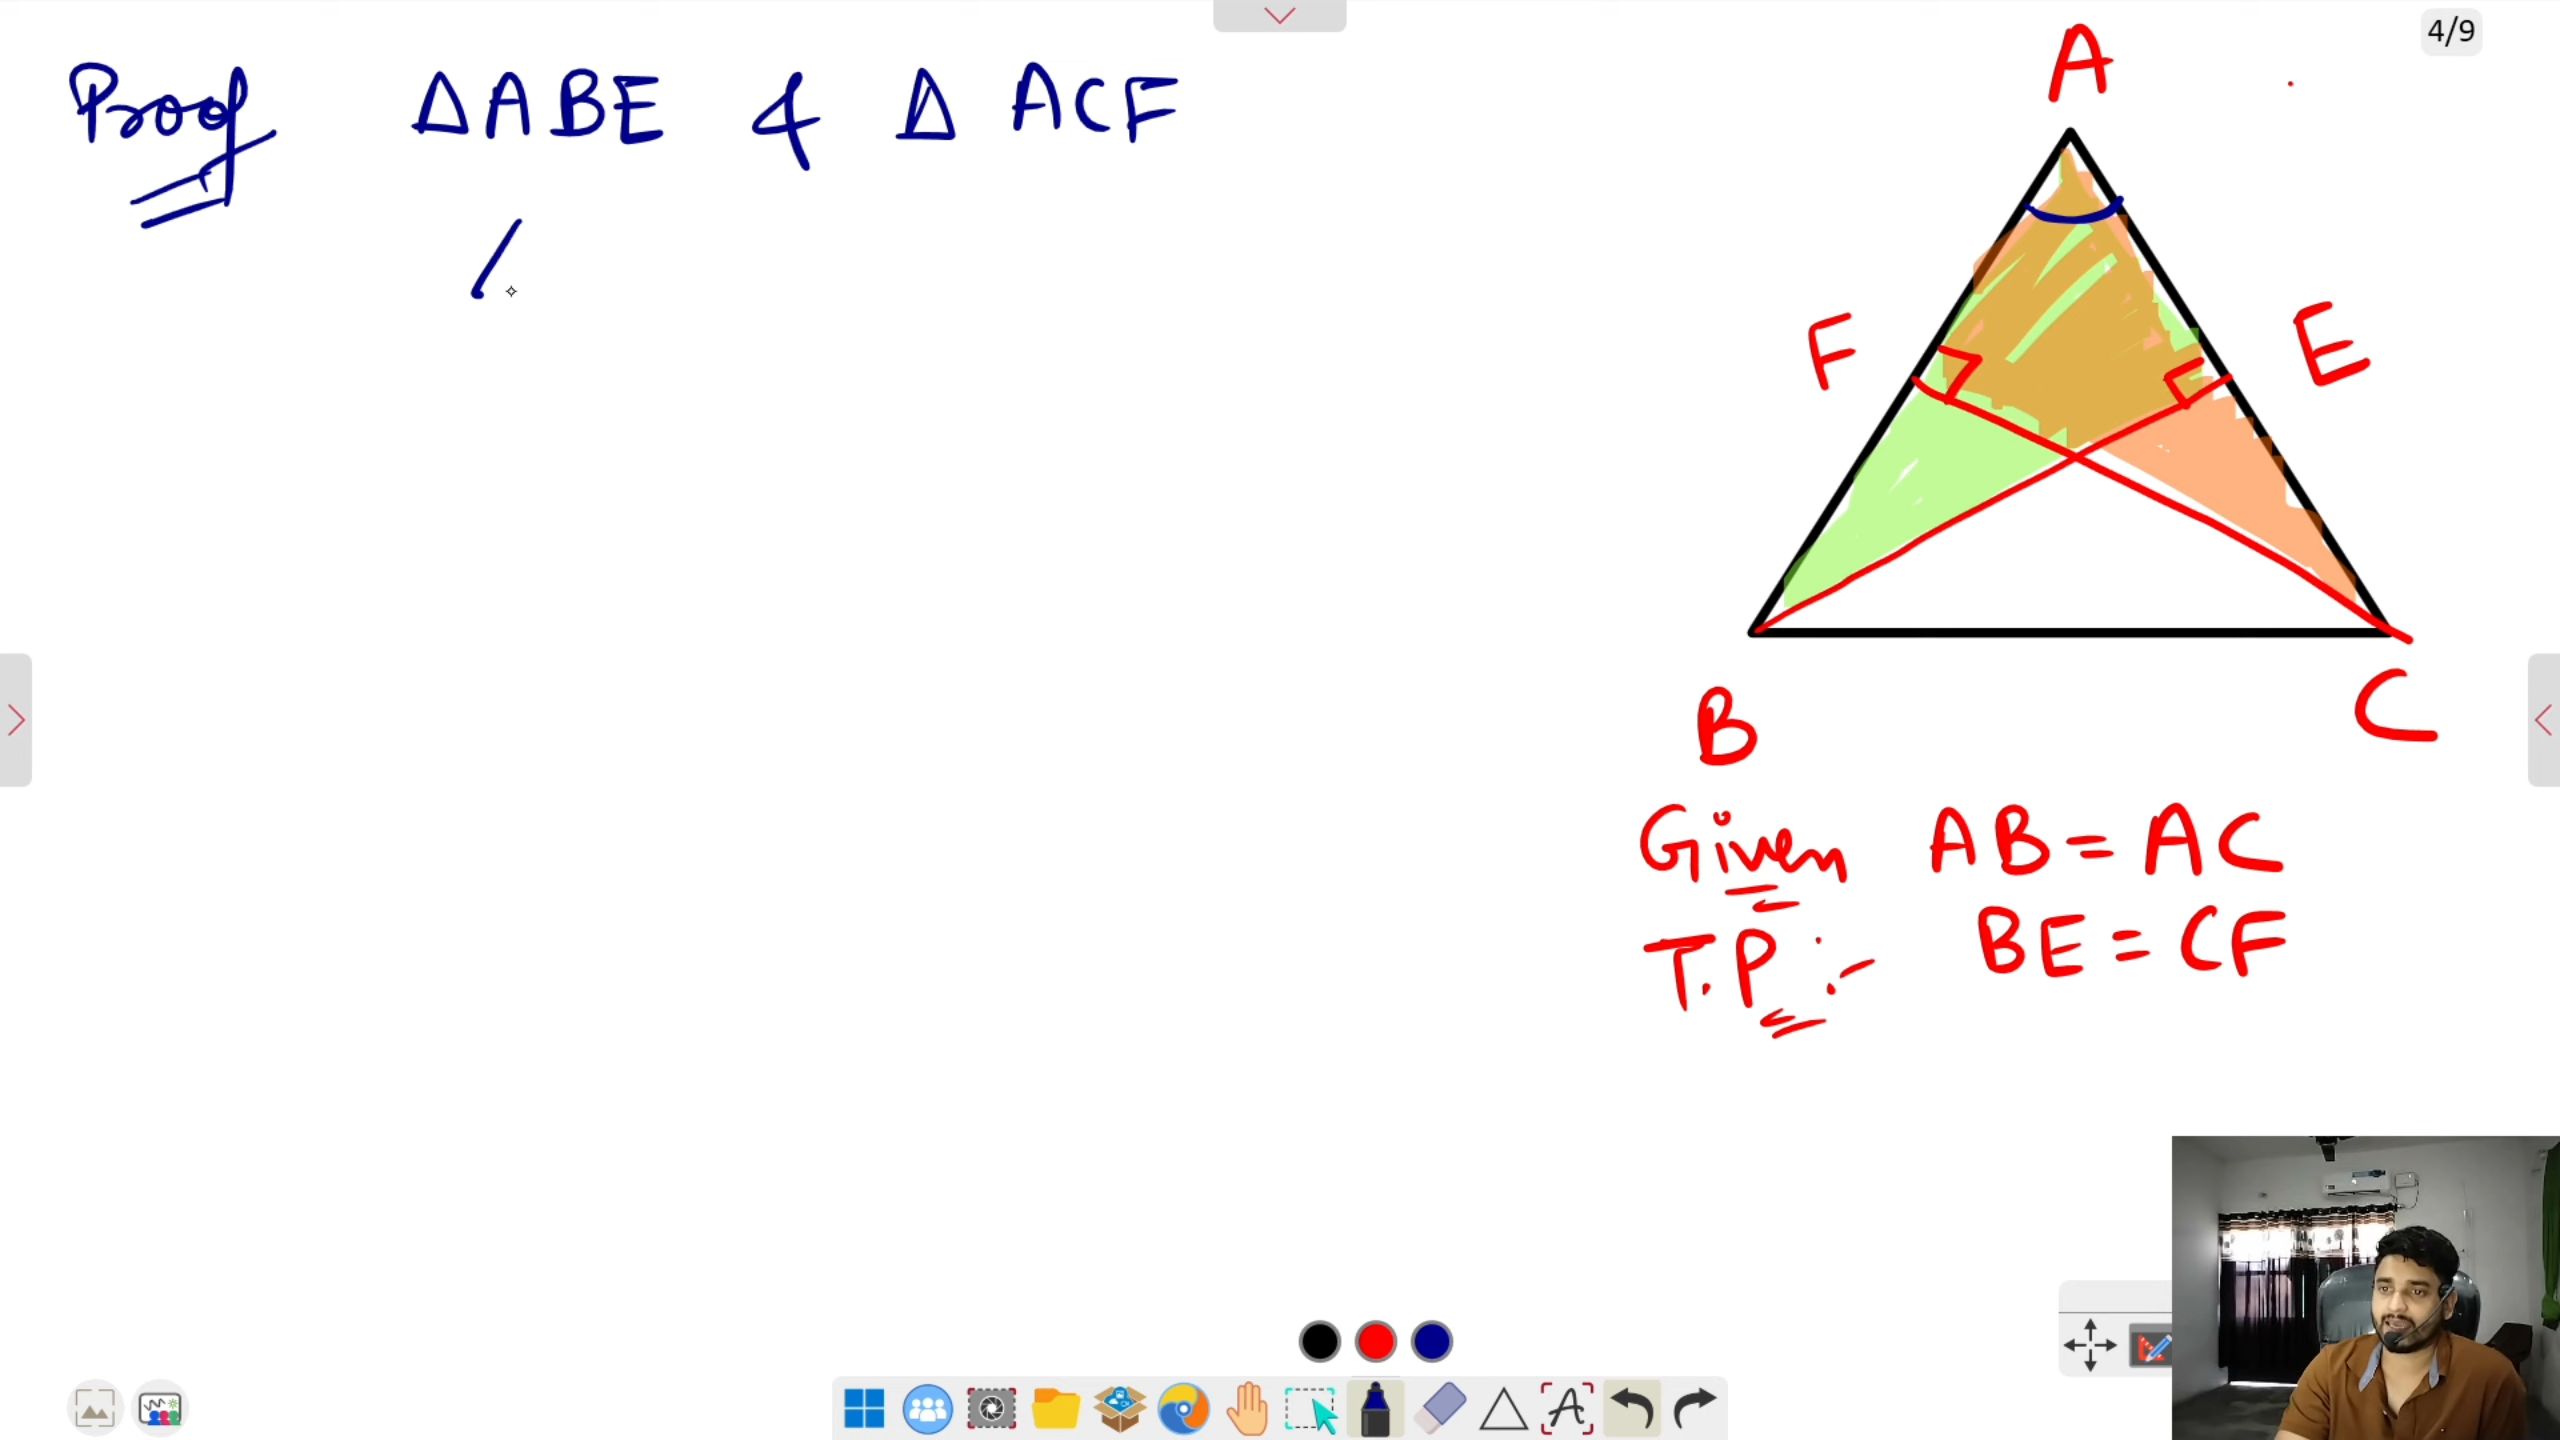 4/9
Proof ΔABE & Δ ACF
∠
A
F
E
B
C
Given AB = AC
T.P :- BE = CF